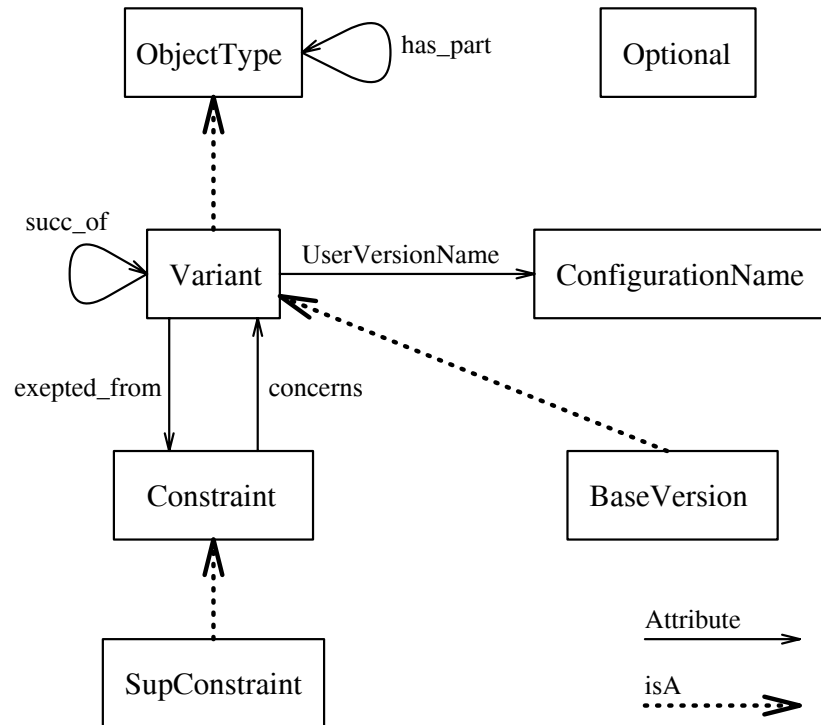 ObjectType
has_part
Optional
succ_of
Variant
UserVersionName
ConfigurationName
exepted_from
concerns
Constraint
BaseVersion
Attribute
SupConstraint
isA